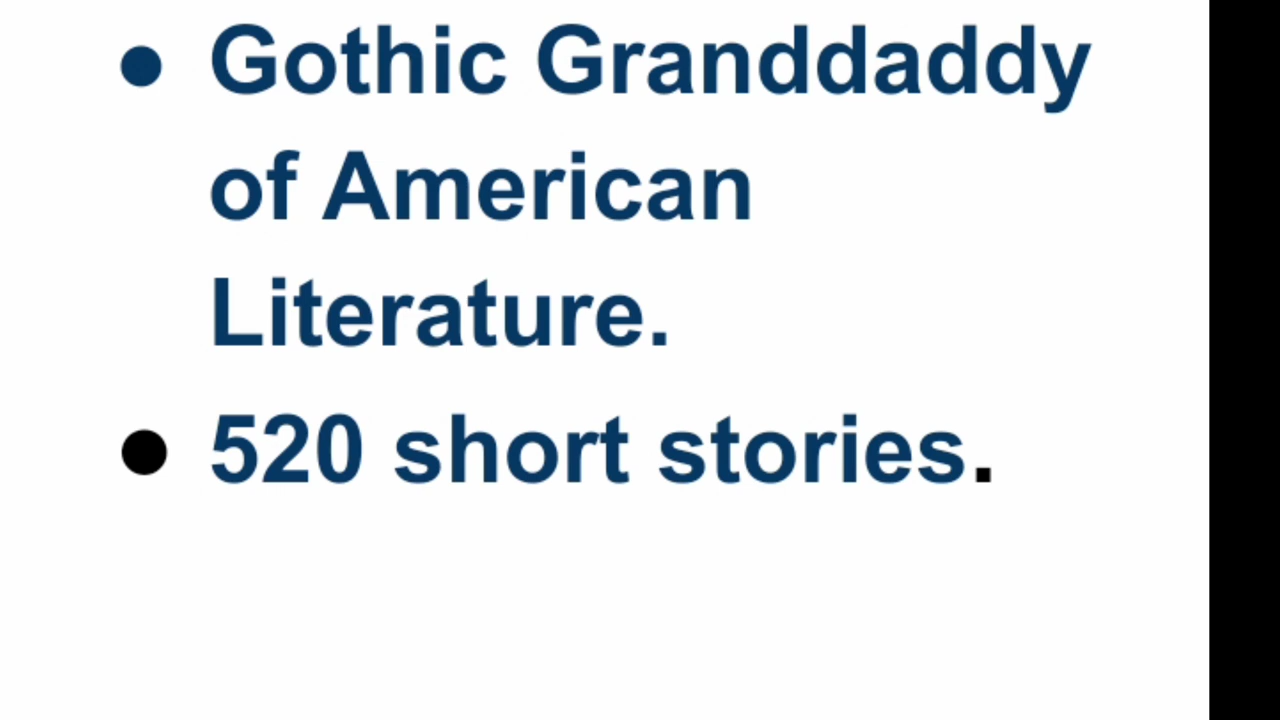 • Gothic Granddaddy
of American
Literature.
• 520 short stories.